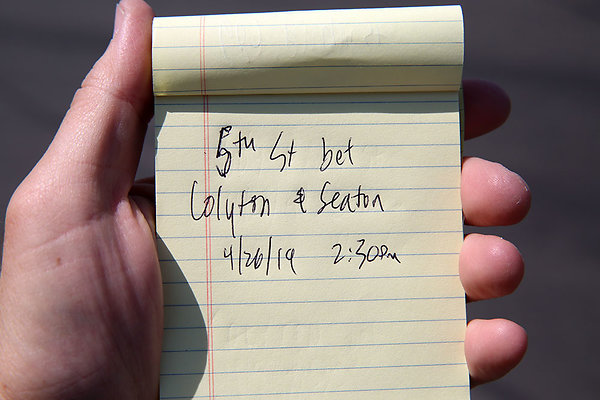 5th St bet
Colyton & Seaton
4/26/19 2:30pm